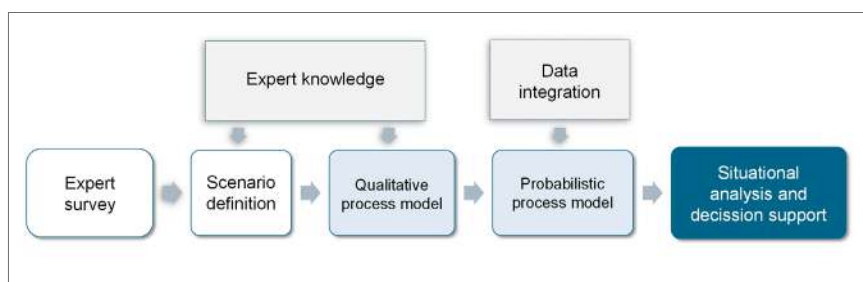 Expert knowledge
Data
integration
Expert
survey
Scenario
definition
Qualitative
process model
Probabilistic
process model
Situational
analysis and
decission support